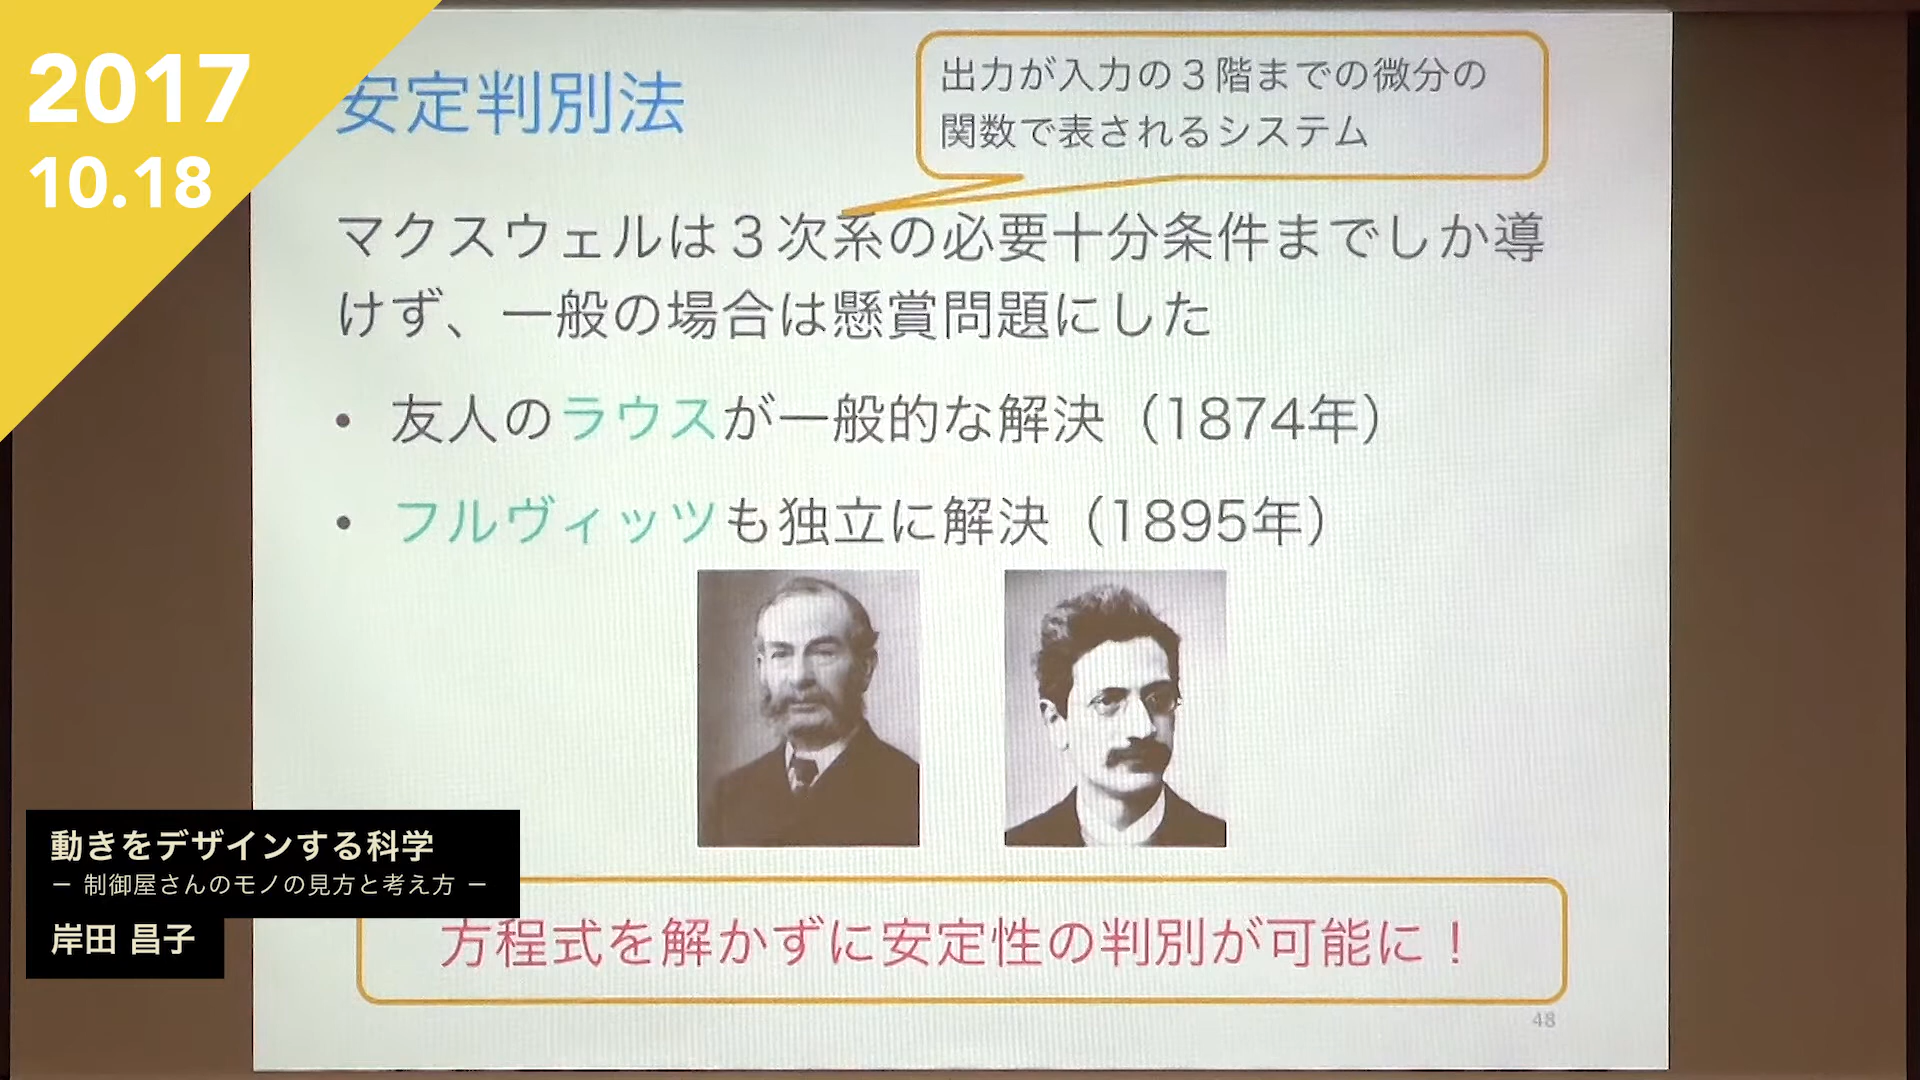 2017
10.18
安定判別法
出力が入力の３階までの微分の
関数で表されるシステム
マクスウェルは３次系の必要十分条件までしか導
けず、一般の場合は懸賞問題にした
• 友人のラウスが一般的な解決（1874年）
• フルヴィッツも独立に解決（1895年）
動きをデザインする科学
− 制御屋さんのモノの見方と考え方 −
岸田 昌子
方程式を解かずに安定性の判別が可能に！
48